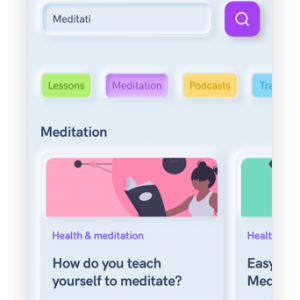 Meditati
Lessons Meditation Podcasts Tra
Meditation
Health & meditation
How do you teach
yourself to meditate?
Healt
Easy
Med